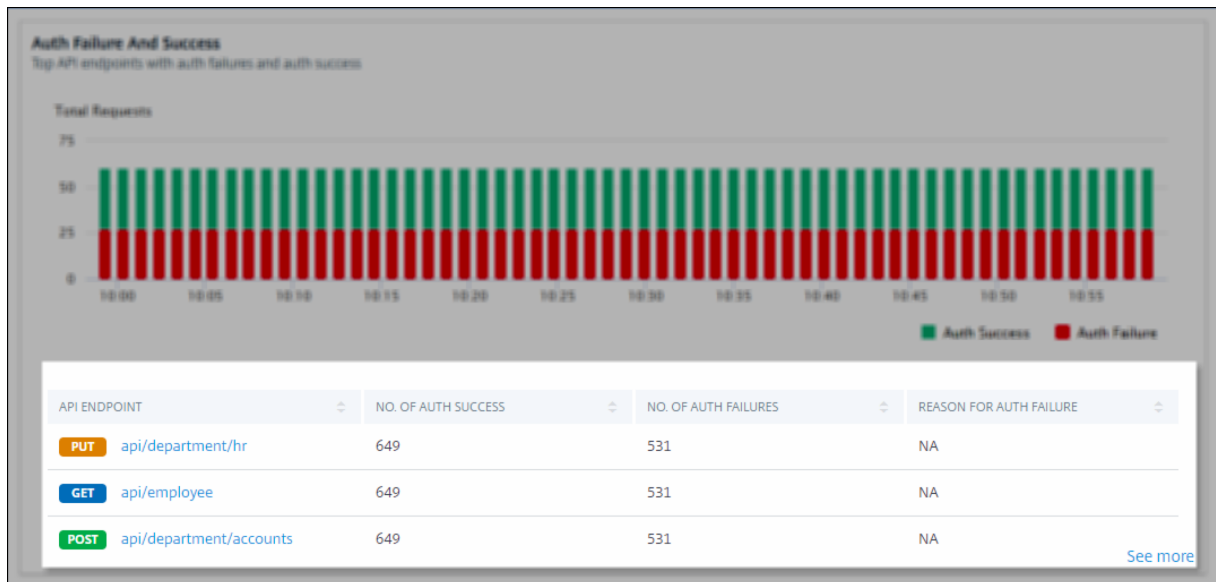 Auth Failure And Success
Top API endpoints with auth failures and auth success
Total Requests
75
50
25
0
10:00 10:05 10:10 10:15 10:20 10:25 10:30 10:35 10:40 10:45 10:50 10:55
Auth Success Auth Failure
API ENDPOINT NO. OF AUTH SUCCESS NO. OF AUTH FAILURES REASON FOR AUTH FAILURE
PUT api/department/hr 649 531 NA
GET api/employee 649 531 NA
POST api/department/accounts 649 531 NA
See more